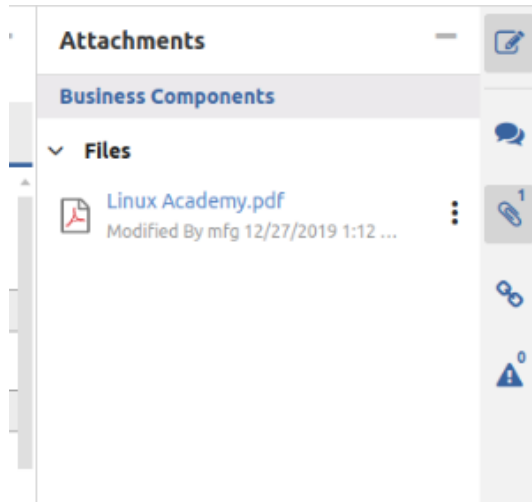 Attachments
Business Components
Files
Linux Academy.pdf
Modified By mfg 12/27/2019 1:12 ...
1
0